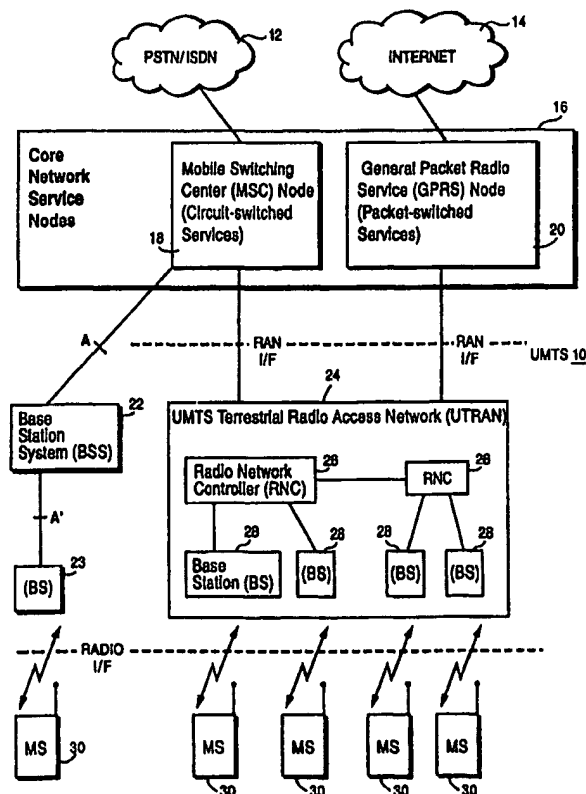 12
PSTN/ISDN
14
INTERNET
16
Core
Network
Service
Nodes
Mobile Switching
Center (MSC) Node
(Circuit-switched
Services)
18
General Packet Radio
Service (GPRS) Node
(Packet-switched
Services)
20
A
RAN
I/F
RAN
I/F
UMTS 10
22
Base
Station
System (BSS)
24
UMTS Terrestrial Radio Access Network (UTRAN)
Radio Network
Controller (RNC)
26
RNC
26
A'
23
(BS)
28
Base
Station (BS)
28
(BS)
28
(BS)
28
(BS)
RADIO
I/F
MS
30
MS
30
MS
30
MS
30
MS
30